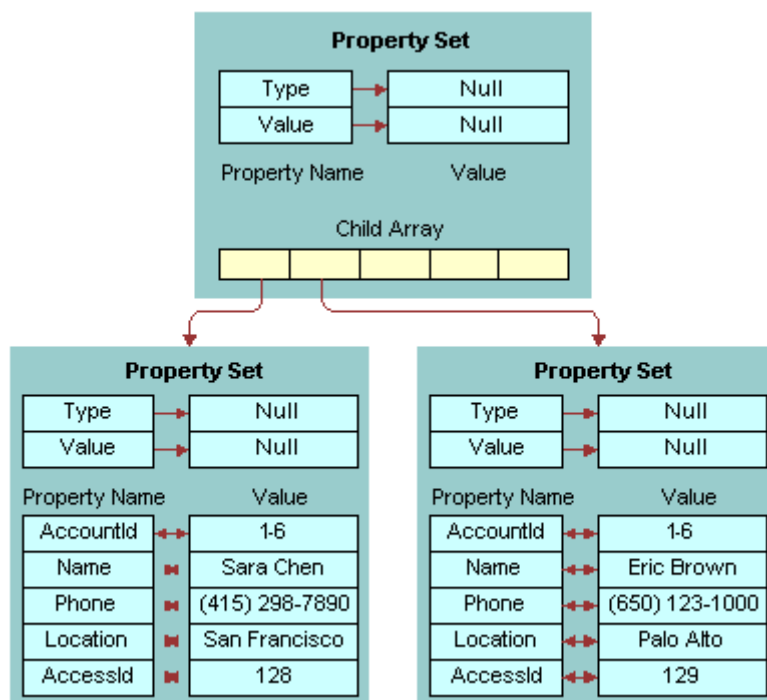 Property Set
Type Null
Value Null
Property Name Value
Child Array
Property Set
Type Null
Value Null
Property Name Value
AccountId 1-6
Name Sara Chen
Phone (415) 298-7890
Location San Francisco
AccessId 128
Property Set
Type Null
Value Null
Property Name Value
AccountId 1-6
Name Eric Brown
Phone (650) 123-1000
Location Palo Alto
AccessId 129